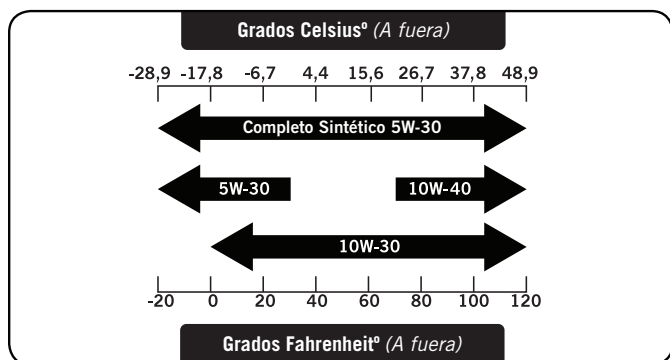 Grados Celsiusº (A fuera)
-28,9 -17,8 -6,7 4,4 15,6 26,7 37,8 48,9
Completo Sintético 5W-30
5W-30 10W-40
10W-30
-20 0 20 40 60 80 100 120
Grados Fahrenheitº (A fuera)